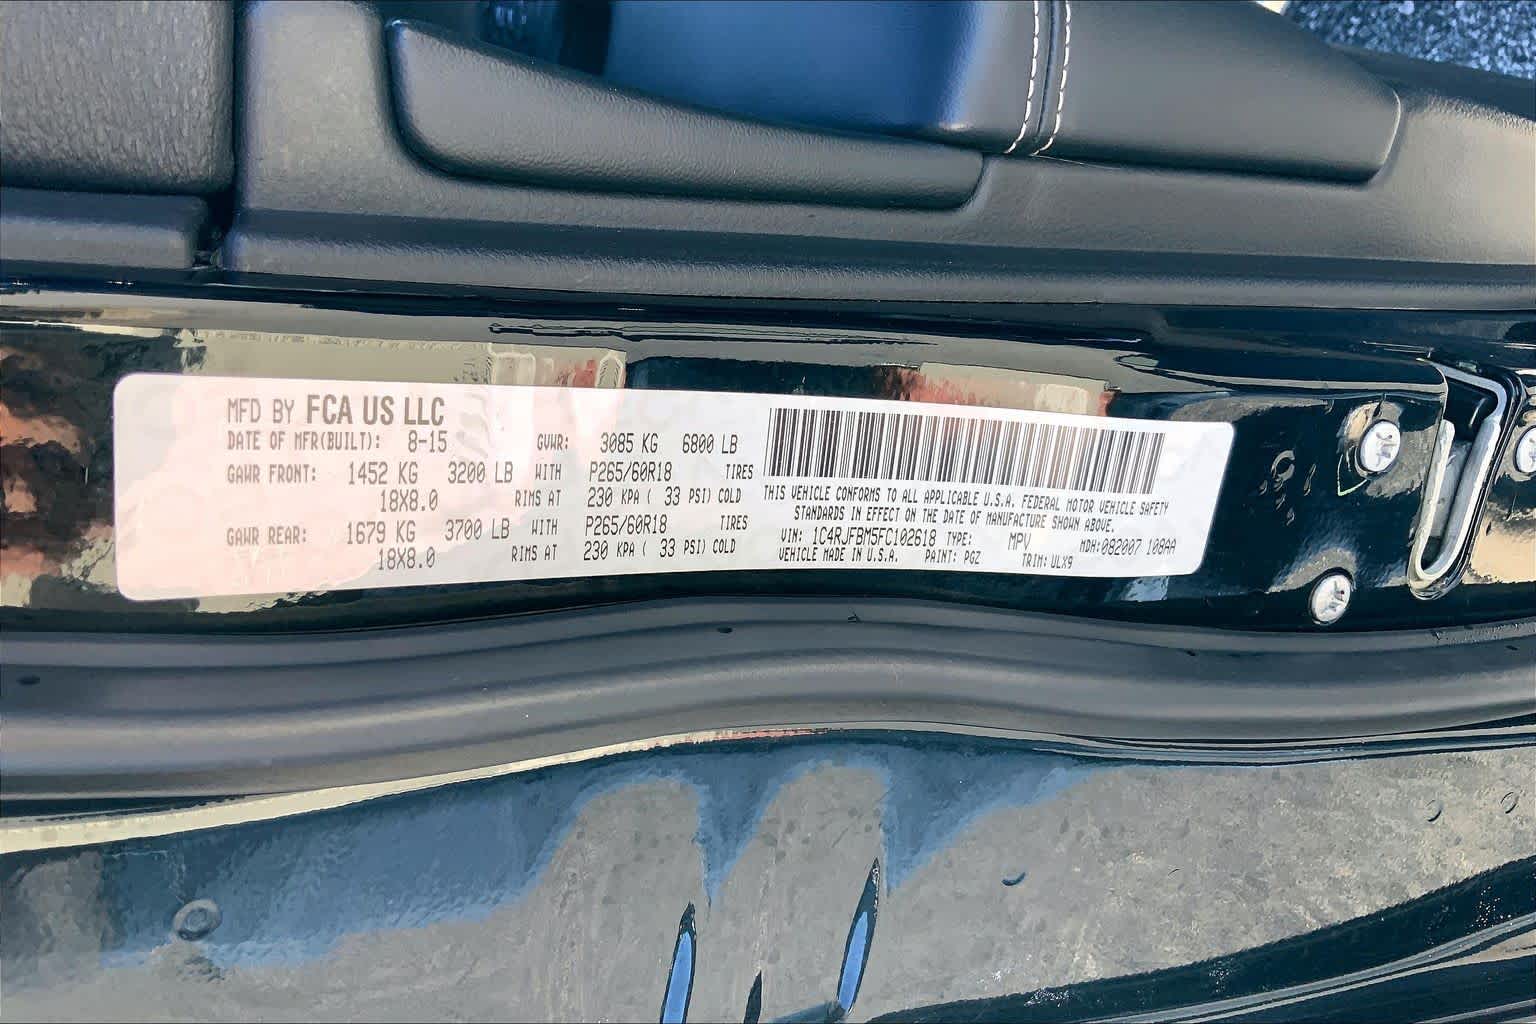 MFD BY FCA US LLC
DATE OF MFR(BUILT): 8-15 GVWR: 3085 KG 6800 LB
GAWR FRONT: 1452 KG 3200 LB WITH P265/60R18 TIRES
18X8.0 RIMS AT 230 KPA ( 33 PSI) COLD
GAWR REAR: 1679 KG 3700 LB WITH P265/60R18 TIRES
18X8.0 RIMS AT 230 KPA ( 33 PSI) COLD
THIS VEHICLE CONFORMS TO ALL APPLICABLE U.S.A. FEDERAL MOTOR VEHICLE SAFETY
STANDARDS IN EFFECT ON THE DATE OF MANUFACTURE SHOWN ABOVE.
VIN: 1C4RJFBM5FC102618 TYPE: MPV MDH:082007 108AA
VEHICLE MADE IN U.S.A. PAINT: PGZ TRIM: ULX9